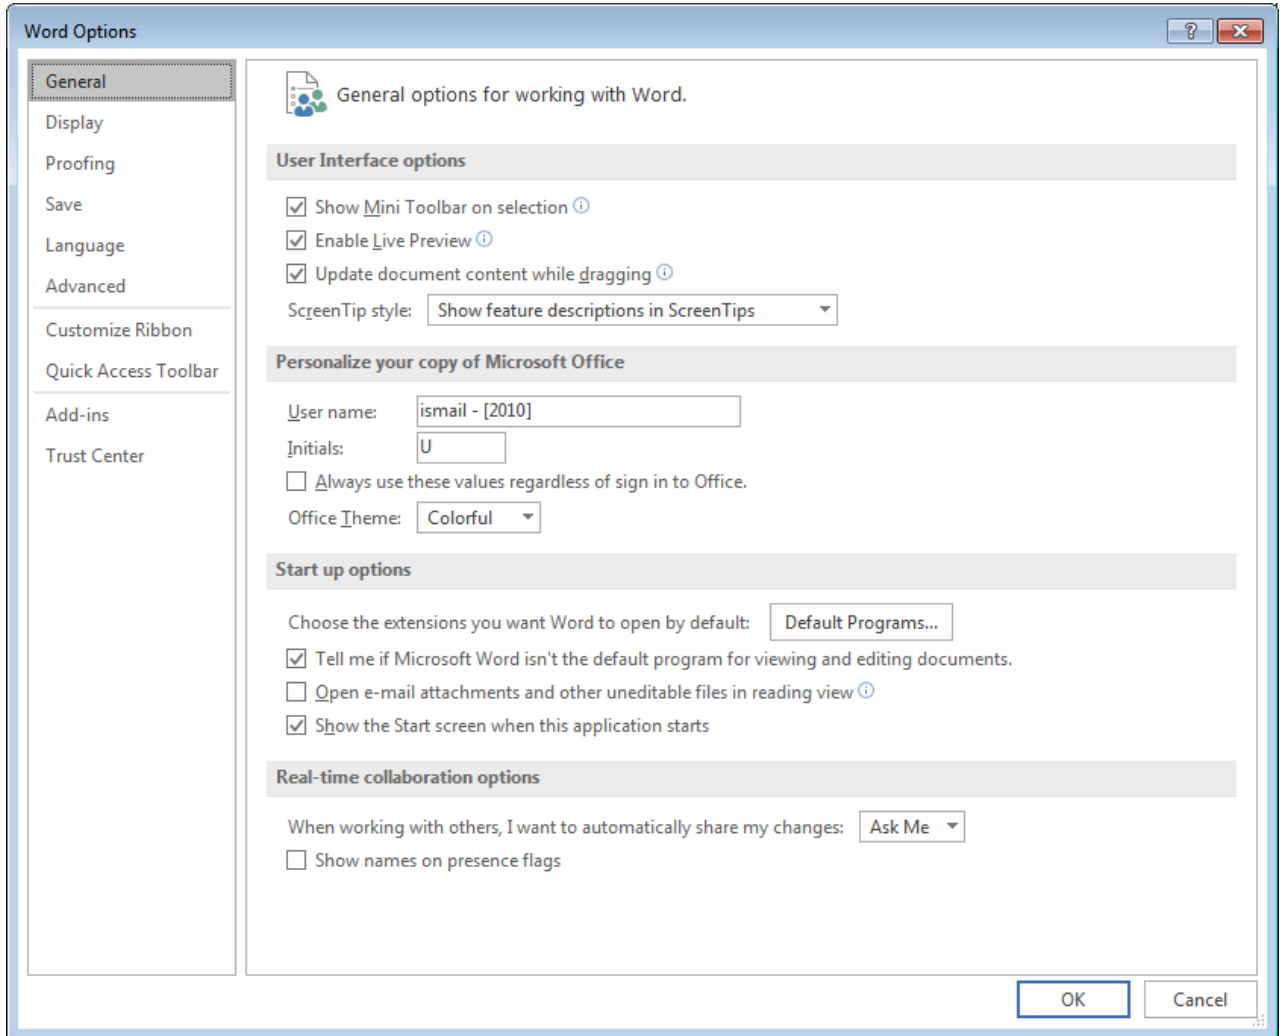 Word Options
General
Display
Proofing
Save
Language
Advanced
Customize Ribbon
Quick Access Toolbar
Add-ins
Trust Center
General options for working with Word.
User Interface options
Show Mini Toolbar on selection
Enable Live Preview
Update document content while dragging
ScreenTip style: Show feature descriptions in ScreenTips
Personalize your copy of Microsoft Office
User name: ismail - [2010]
Initials: U
Always use these values regardless of sign in to Office.
Office Theme: Colorful
Start up options
Choose the extensions you want Word to open by default: Default Programs...
Tell me if Microsoft Word isn't the default program for viewing and editing documents.
Open e-mail attachments and other uneditable files in reading view
Show the Start screen when this application starts
Real-time collaboration options
When working with others, I want to automatically share my changes: Ask Me
Show names on presence flags
OK Cancel